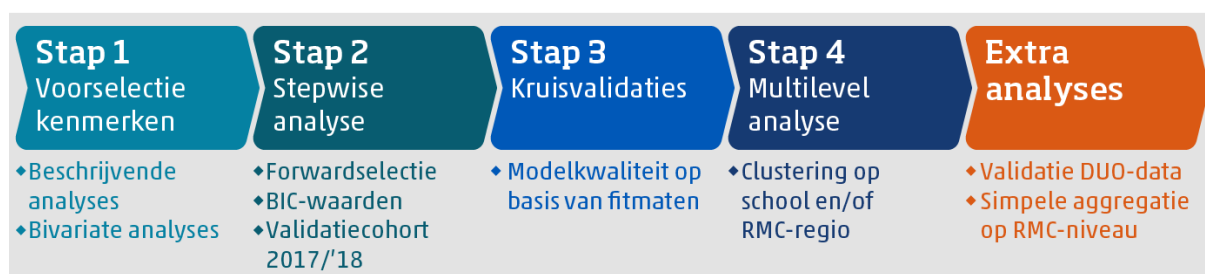 Stap 1
Voorselectie
kenmerken
◆Beschrijvende
analyses
◆Bivariate analyses
Stap 2
Stepwise
analyse
◆Forwardselectie
◆BIC-waarden
◆Validatiecohort
2017/'18
Stap 3
Kruisvalidaties
◆ Modelkwaliteit op
basis van fitmaten
Stap 4
Multilevel
analyse
◆Clustering op
school en/of
RMC-regio
Extra
analyses
◆Validatie DUO-data
◆Simpele aggregatie
op RMC-niveau